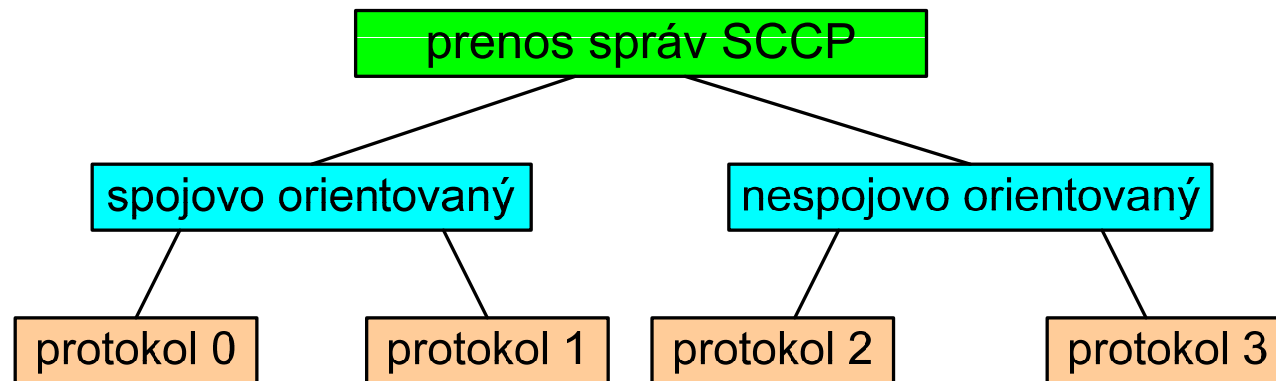 prenos správ SCCP
spojovo orientovaný
nespojovo orientovaný
protokol 0
protokol 1
protokol 2
protokol 3